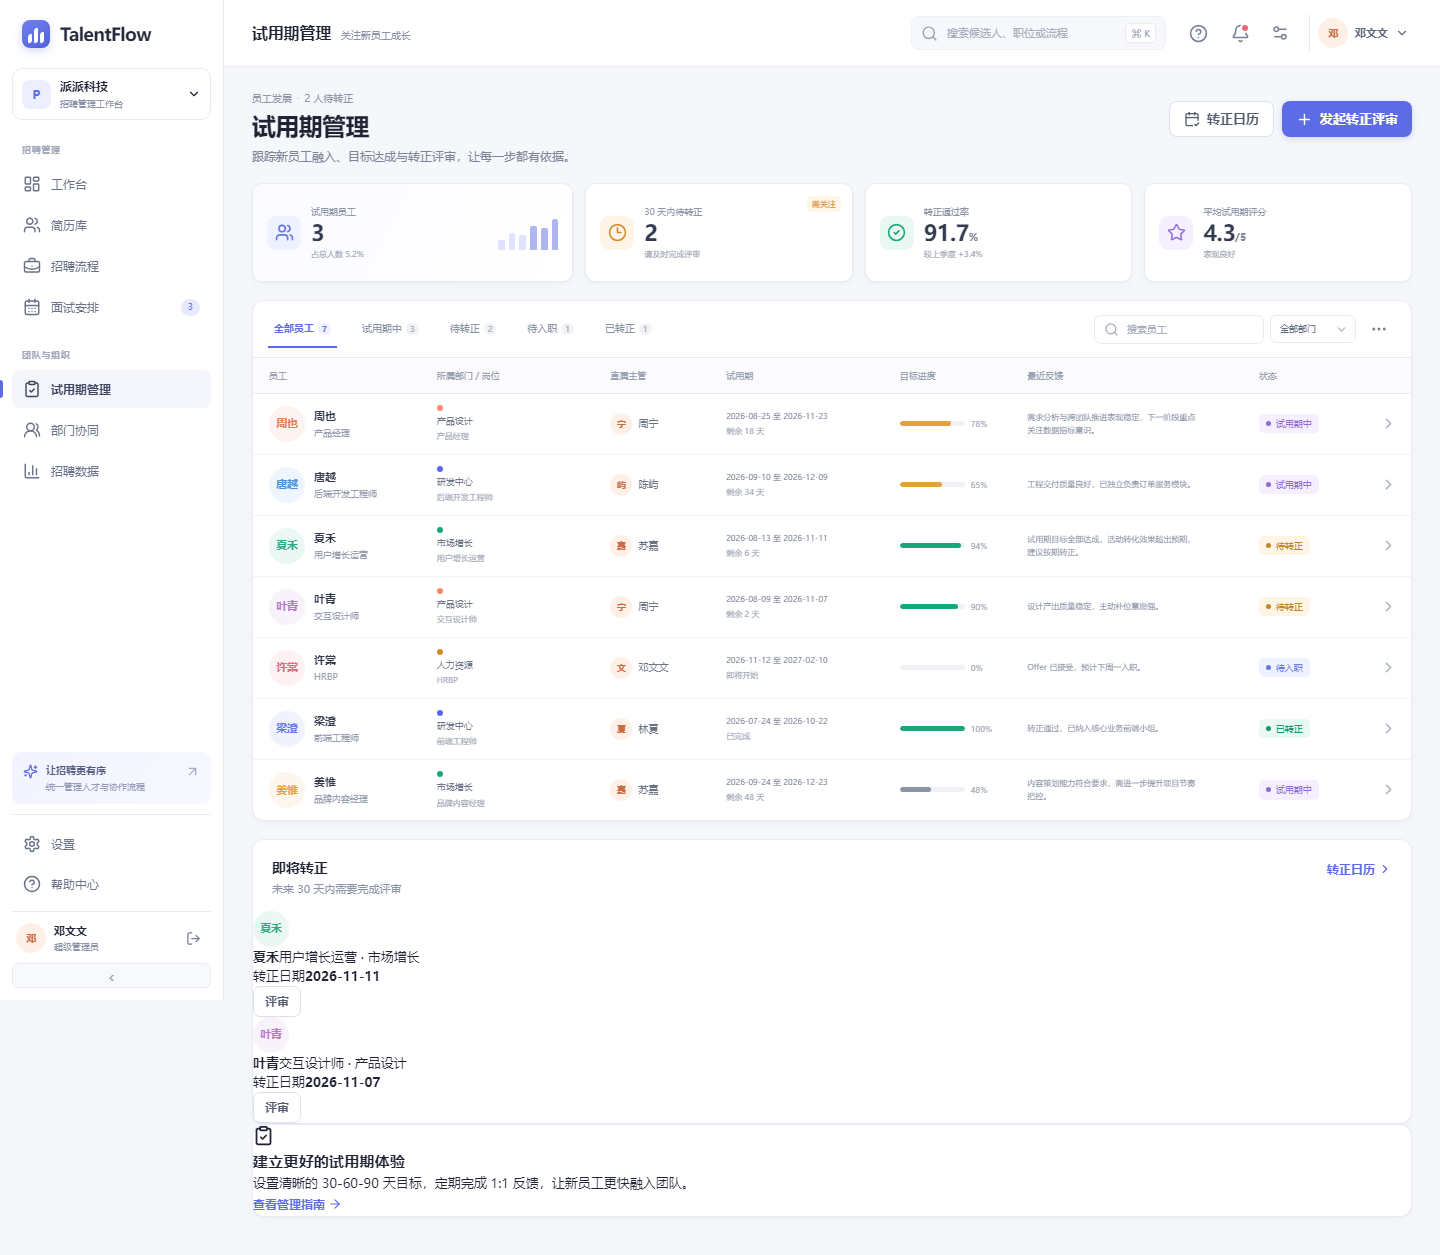 TalentFlow
派派科技
招聘管理工作台
招聘管理
工作台
简历库
招聘流程
面试安排
3
团队与组织
试用期管理
部门协同
招聘数据
让招聘更有序
统一管理人才与协作流程
设置
帮助中心
邓
邓文文
超级管理员
试用期管理
关注新员工成长
搜索候选人、职位或流程
⌘ K
邓
邓文文
员工发展 · 2 人待转正
试用期管理
跟踪新员工融入、目标达成与转正评审，让每一步都有依据。
转正日历
发起转正评审
试用期员工
3
占总人数 5.2%
30 天内待转正
2
请及时完成评审
需关注
转正通过率
91.7%
较上季度 +3.4%
平均试用期评分
4.3/5
表现良好
全部员工 7
试用期中 3
待转正 2
待入职 1
已转正 1
搜索员工
全部部门
员工
所属部门 / 岗位
直属主管
试用期
目标进度
最近反馈
状态
周也
周也
产品经理
产品设计
产品经理
宁
周宁
2026-08-25 至 2026-11-23
剩余 18 天
78%
需求分析与跨团队推进表现稳定，下一阶段重点
关注数据指标意识。
试用期中
唐越
唐越
后端开发工程师
研发中心
后端开发工程师
屿
陈屿
2026-09-10 至 2026-12-09
剩余 34 天
65%
工程交付质量良好，已独立负责订单服务模块。
试用期中
夏禾
夏禾
用户增长运营
市场增长
用户增长运营
嘉
苏嘉
2026-08-13 至 2026-11-11
剩余 6 天
94%
试用期目标全部达成，活动转化效果超出预期，
建议按期转正。
待转正
叶青
叶青
交互设计师
产品设计
交互设计师
宁
周宁
2026-08-09 至 2026-11-07
剩余 2 天
90%
设计产出质量稳定，主动补位意愿强。
待转正
许棠
许棠
HRBP
人力资源
HRBP
文
邓文文
2026-11-12 至 2027-02-10
即将开始
0%
Offer 已接受，预计下周一入职。
待入职
梁澄
梁澄
前端工程师
研发中心
前端工程师
夏
林夏
2026-07-24 至 2026-10-22
已完成
100%
转正通过，已纳入核心业务前端小组。
已转正
姜惟
姜惟
品牌内容经理
市场增长
品牌内容经理
嘉
苏嘉
2026-09-24 至 2026-12-23
剩余 48 天
48%
内容策划能力符合要求，需进一步提升项目节奏
把控。
试用期中
即将转正
未来 30 天内需要完成评审
转正日历
夏禾
夏禾用户增长运营 · 市场增长
转正日期2026-11-11
评审
叶青
叶青交互设计师 · 产品设计
转正日期2026-11-07
评审
建立更好的试用期体验
设置清晰的 30-60-90 天目标，定期完成 1:1 反馈，让新员工更快融入团队。
查看管理指南 →
P